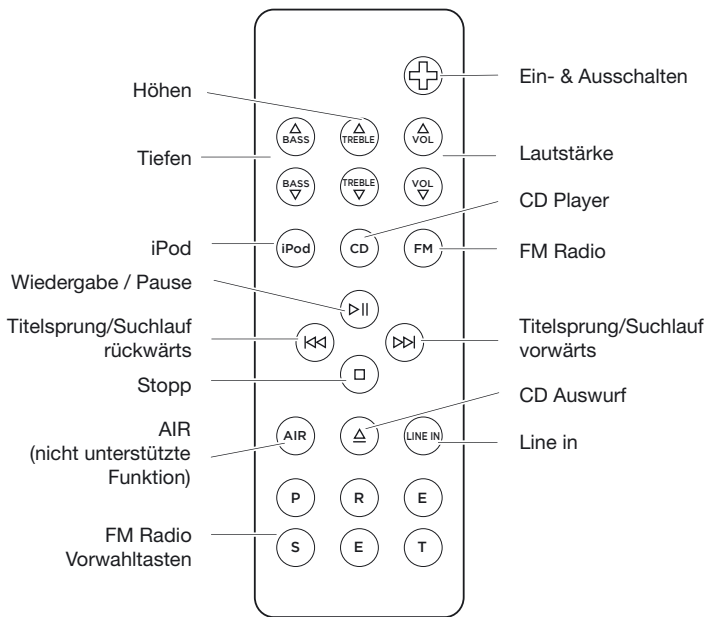 Ein- & Ausschalten
Höhen
BASS
TREBLE
VOL
Tiefen
Lautstärke
BASS
TREBLE
VOL
CD Player
iPod
iPod
CD
FM
FM Radio
Wiedergabe / Pause
Titelsprung/Suchlauf
rückwärts
Titelsprung/Suchlauf
vorwärts
Stopp
CD Auswurf
AIR
(nicht unterstützte
Funktion)
AIR
LINE IN
Line in
P
R
E
FM Radio
Vorwahltasten
S
E
T